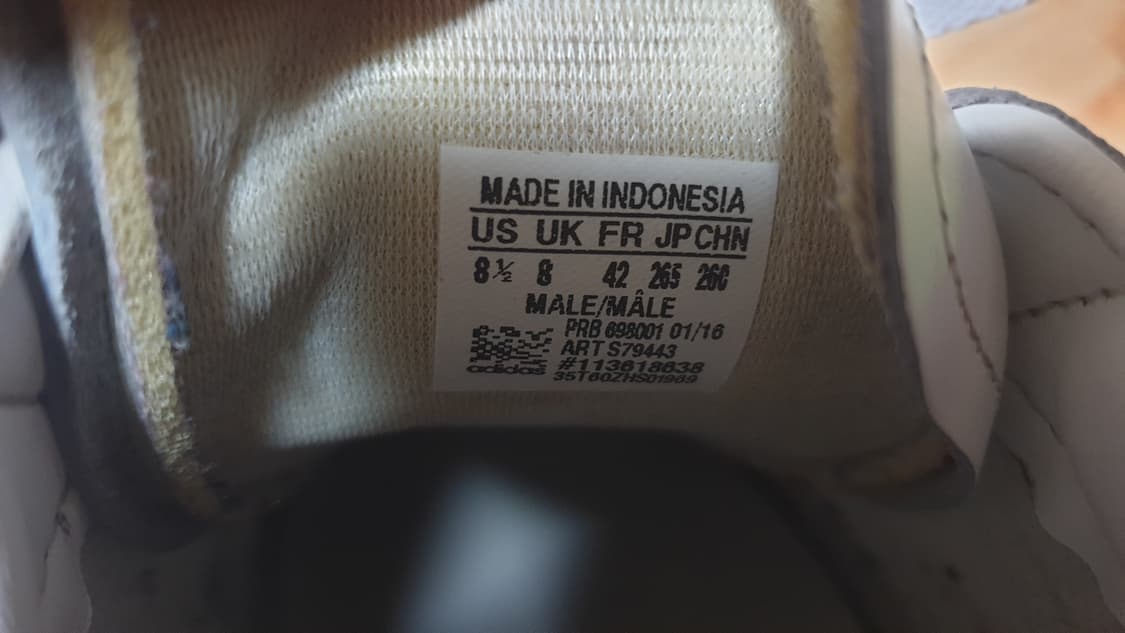 MADE IN INDONESIA
US UK FR JP CHN
8½ 8 42 265 260
MALE/MÂLE
PRB 698001 01/16
ART S79443
#113618638
adidas 35T60ZHS01969